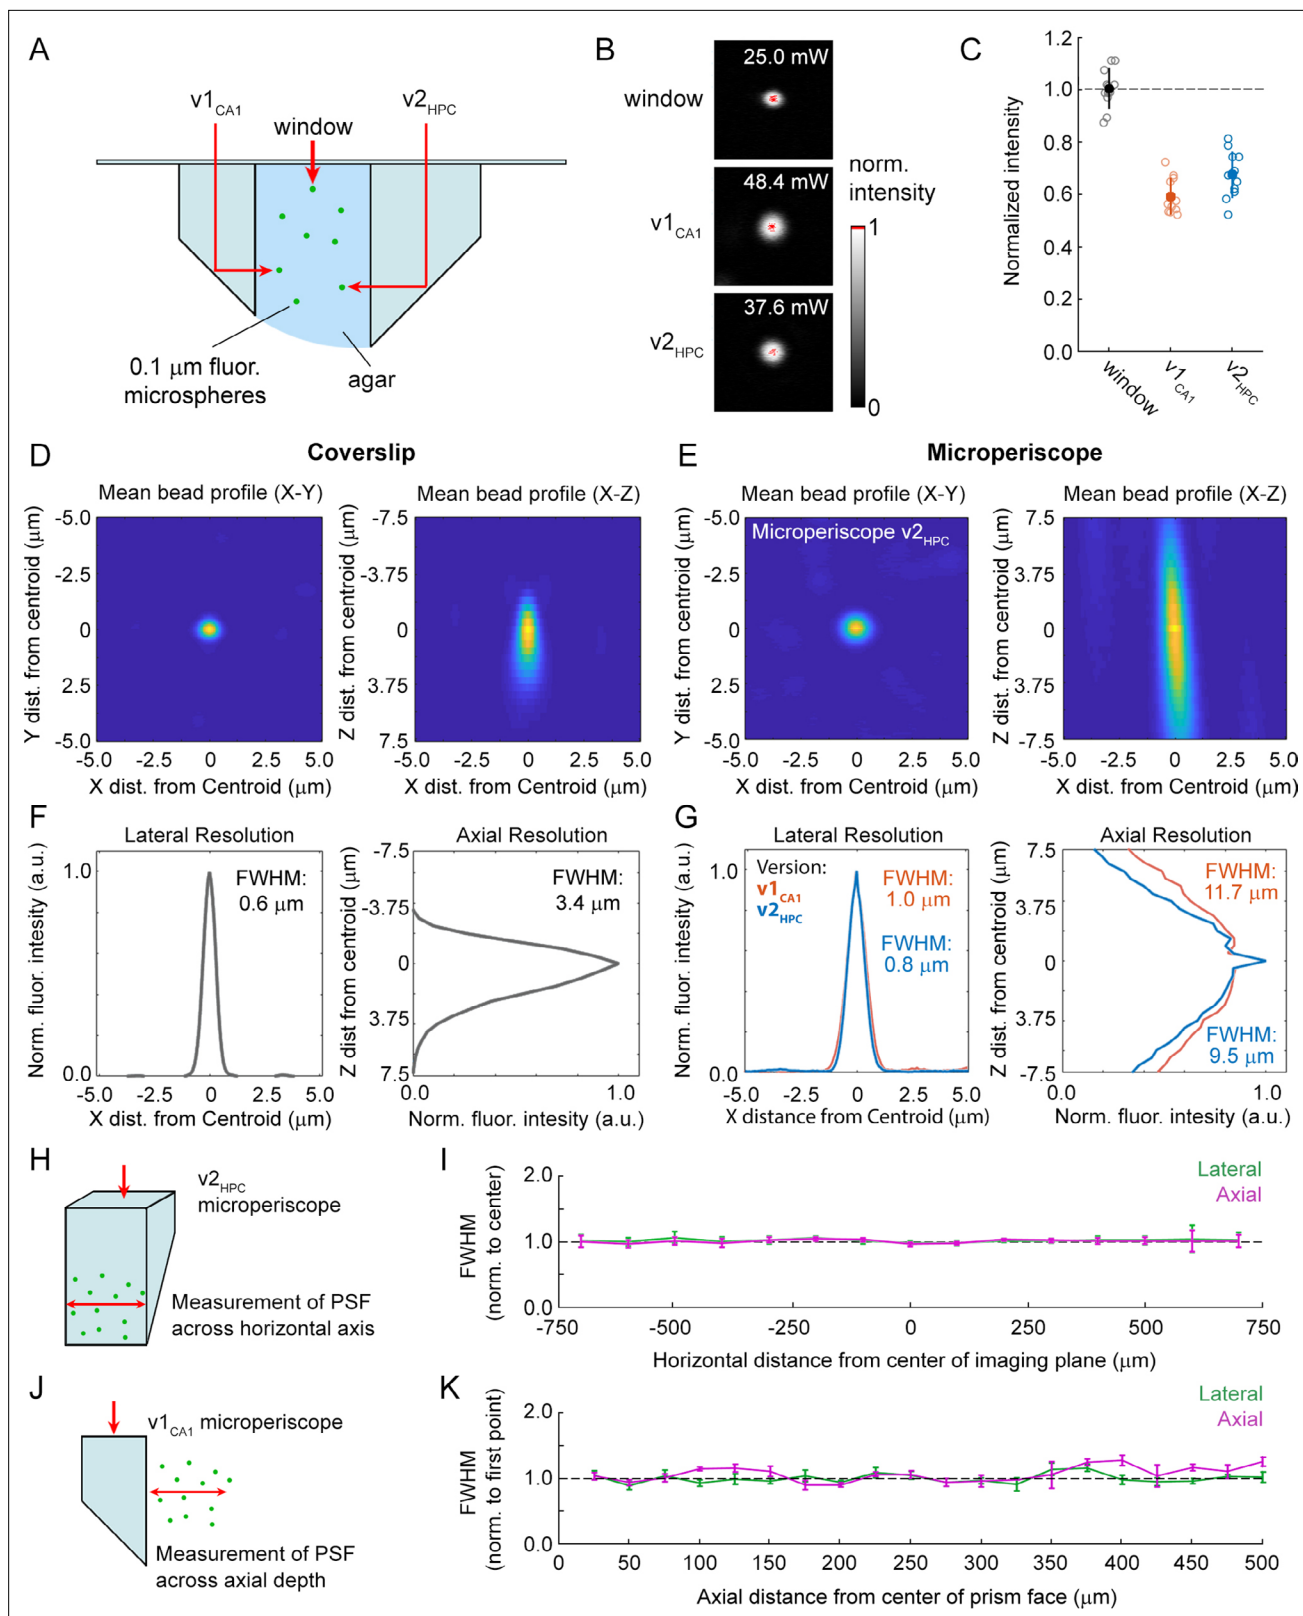 A
v1CA1
window
v2HPC
0.1 μm fluor.
microspheres
agar
B
window
25.0 mW
v1CA1
48.4 mW
v2HPC
37.6 mW
norm.
intensity
1
0
C
Normalized intensity
1.2
1.0
0.8
0.6
0.4
0.2
0.0
window
v1CA1
v2HPC
D
Coverslip
Mean bead profile (X-Y)
Y dist. from centroid (μm)
-5.0
-2.5
0
2.5
-5.0
-5.0 -2.5 0 2.5 5.0
X dist. from Centroid (μm)
Mean bead profile (X-Z)
Z dist. from centroid (μm)
-7.5
-3.75
0
3.75
7.5
-5.0 -2.5 0 2.5 5.0
X dist. from Centroid (μm)
E
Microperiscope
Mean bead profile (X-Y)
Microperiscope v2HPC
Y dist. from centroid (μm)
-5.0
-2.5
0
2.5
-5.0
-5.0 -2.5 0 2.5 5.0
X dist. from Centroid (μm)
Mean bead profile (X-Z)
Z dist. from centroid (μm)
7.5
3.75
0
3.75
-7.5
-5.0 -2.5 0 2.5 5.0
X dist. from Centroid (μm)
F
Lateral Resolution
Norm. fluor. intesity (a.u.)
1.0
0.0
FWHM:
0.6 μm
-5.0 -2.5 0 2.5 5.0
X dist. from Centroid (μm)
Axial Resolution
Z dist from centroid (μm)
-7.5
-3.75
0
3.75
7.5
FWHM:
3.4 μm
0.0 1.0
Norm. fluor. intesity (a.u.)
G
Lateral Resolution
Norm. fluor. intesity (a.u.)
1.0
0.0
Version:
v1CA1
v2HPC
FWHM:
1.0 μm
FWHM:
0.8 μm
-5.0 -2.5 0 2.5 5.0
X distance from Centroid (μm)
Axial Resolution
Z dist. from centroid (μm)
7.5
3.75
0
3.75
-7.5
FWHM:
11.7 μm
FWHM:
9.5 μm
0.0 1.0
Norm. fluor. intesity (a.u.)
H
v2HPC
microperiscope
Measurement of PSF
across horizontal axis
I
FWHM
(norm. to center)
2.0
1.0
0.0
Lateral
Axial
-750 -500 -250 0 250 500 750
Horizontal distance from center of imaging plane (μm)
J
v1CA1 microperiscope
Measurement of PSF
across axial depth
K
FWHM
(norm. to first point)
2.0
1.0
0.0
Lateral
Axial
0 50 100 150 200 250 300 350 400 450 500
Axial distance from center of prism face (μm)